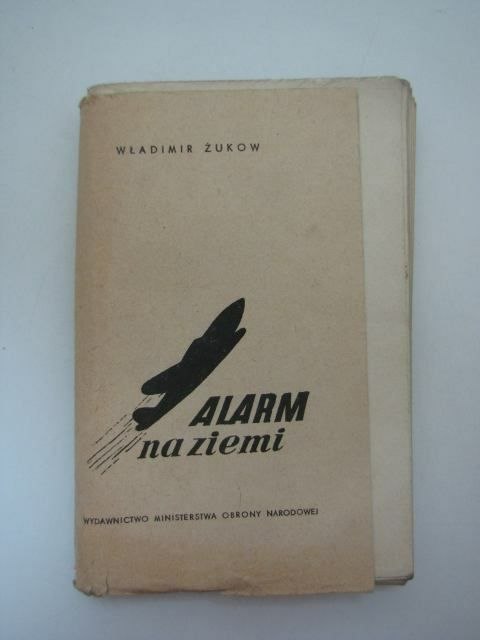 WŁADIMIR ŻUKOW
ALARM
na ziemi
WYDAWNICTWO MINISTERSTWA OBRONY NARODOWEJ